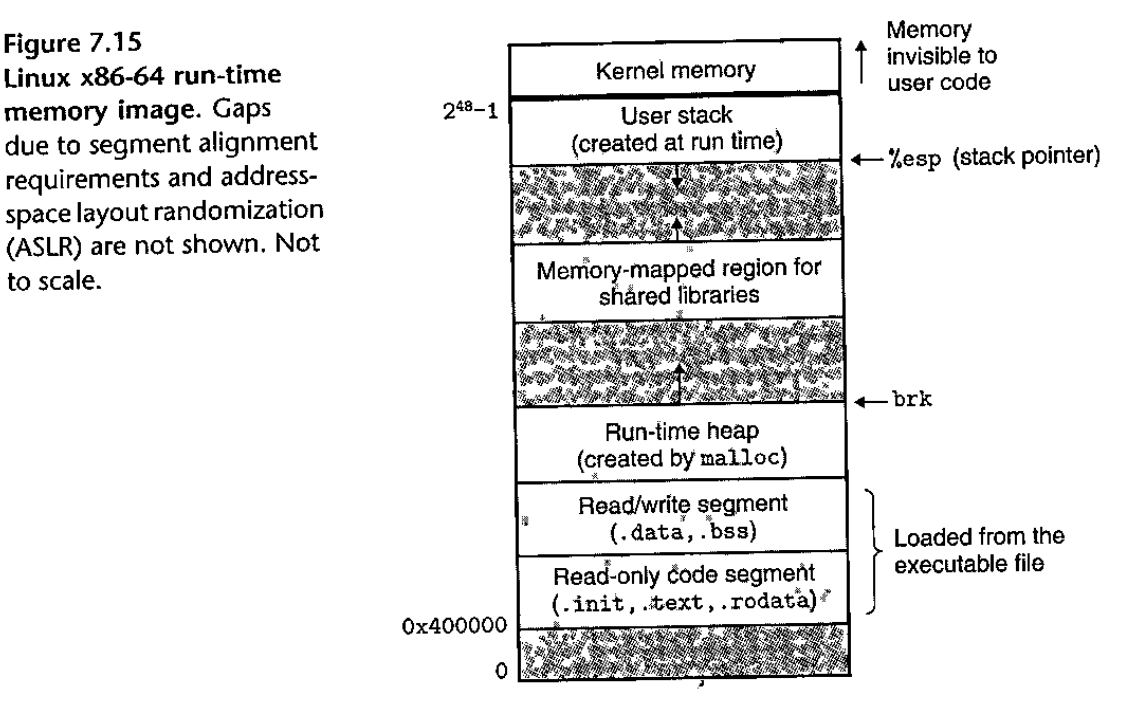 Figure 7.15
Linux x86-64 run-time
memory image. Gaps
due to segment alignment
requirements and address-
space layout randomization
(ASLR) are not shown. Not
to scale.
Memory
invisible to
user code
Kernel memory
2⁴⁸−1
User stack
(created at run time)
%esp (stack pointer)
Memory-mapped region for
shared libraries
brk
Run-time heap
(created by malloc)
Read/write segment
(.data,.bss)
Loaded from the
executable file
Read-only code segment
(.init,.text,.rodata)
0x400000
0